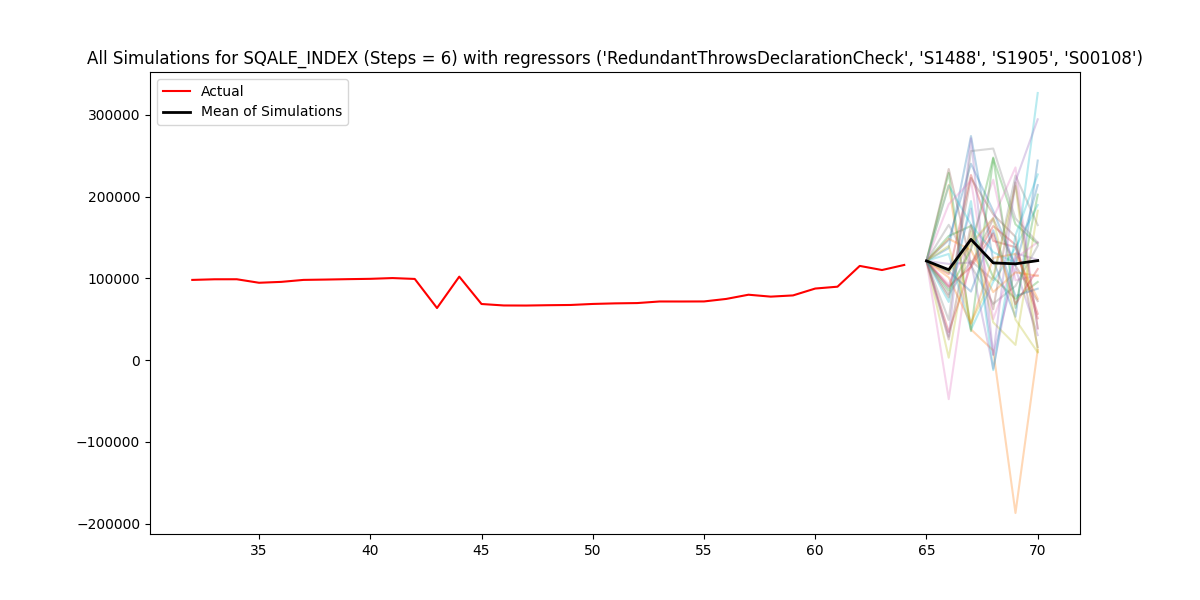 All Simulations for SQALE_INDEX (Steps = 6) with regressors ('RedundantThrowsDeclarationCheck', 'S1488', 'S1905', 'S00108')
Actual
Mean of Simulations
300000
200000
100000
0
−100000
−200000
35 40 45 50 55 60 65 70